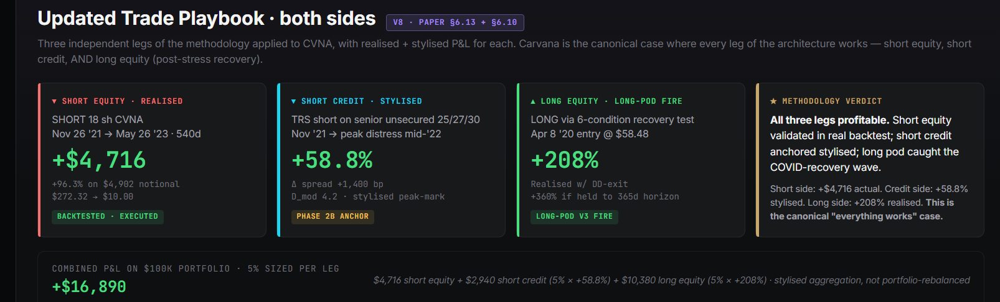 Updated Trade Playbook · both sides
V8 · PAPER §6.13 + §6.10
Three independent legs of the methodology applied to CVNA, with realised + stylised P&L for each. Carvana is the canonical case where every leg of the architecture works — short equity, short
credit, AND long equity (post-stress recovery).
▼ SHORT EQUITY · REALISED
SHORT 18 sh CVNA
Nov 26 '21 → May 26 '23 · 540d
+$4,716
+96.3% on $4,902 notional
$272.32 → $10.00
BACKTESTED · EXECUTED
▼ SHORT CREDIT · STYLISED
TRS short on senior unsecured 25/27/30
Nov '21 → peak distress mid-'22
+58.8%
Δ spread +1,400 bp
D_mod 4.2 · stylised peak-mark
PHASE 2B ANCHOR
▲ LONG EQUITY · LONG-POD FIRE
LONG via 6-condition recovery test
Apr 8 '20 entry @ $58.48
+208%
Realised w/ DD-exit
+360% if held to 365d horizon
LONG-POD V3 FIRE
★ METHODOLOGY VERDICT
All three legs profitable. Short equity
validated in real backtest; short credit
anchored stylised; long pod caught the
COVID-recovery wave.
Short side: +$4,716 actual. Credit side: +58.8%
stylised. Long side: +208% realised. This is
the canonical "everything works" case.
COMBINED P&L ON $100K PORTFOLIO · 5% SIZED PER LEG
+$16,890
$4,716 short equity + $2,940 short credit (5% × +58.8%) + $10,380 long equity (5% × +208%) · stylised aggregation, not portfolio-rebalanced